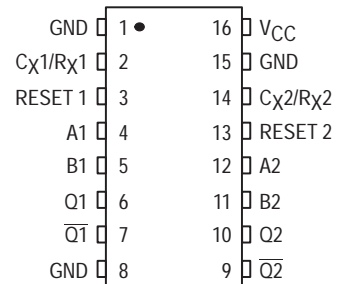 GND 1 16 VCC
CX1/RX1 2 15 GND
RESET 1 3 14 CX2/RX2
A1 4 13 RESET 2
B1 5 12 A2
Q1 6 11 B2
Q1 7 10 Q2
GND 8 9 Q2